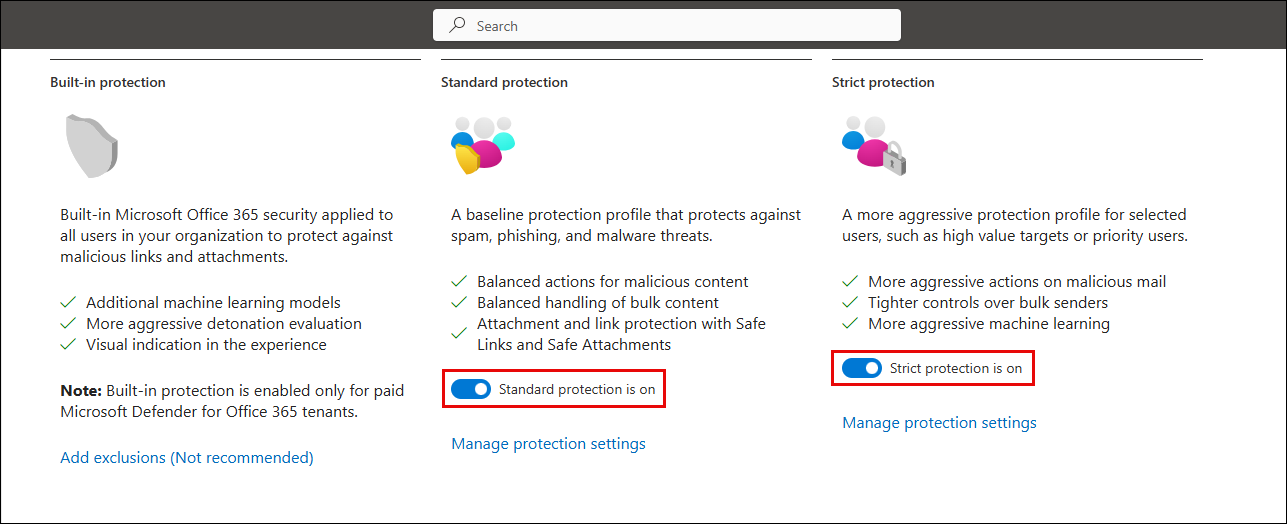 Search
Built-in protection
Built-in Microsoft Office 365 security applied to
all users in your organization to protect against
malicious links and attachments.
Additional machine learning models
More aggressive detonation evaluation
Visual indication in the experience
Note: Built-in protection is enabled only for paid
Microsoft Defender for Office 365 tenants.
Add exclusions (Not recommended)
Standard protection
A baseline protection profile that protects against
spam, phishing, and malware threats.
Balanced actions for malicious content
Balanced handling of bulk content
Attachment and link protection with Safe
Links and Safe Attachments
Standard protection is on
Manage protection settings
Strict protection
A more aggressive protection profile for selected
users, such as high value targets or priority users.
More aggressive actions on malicious mail
Tighter controls over bulk senders
More aggressive machine learning
Strict protection is on
Manage protection settings